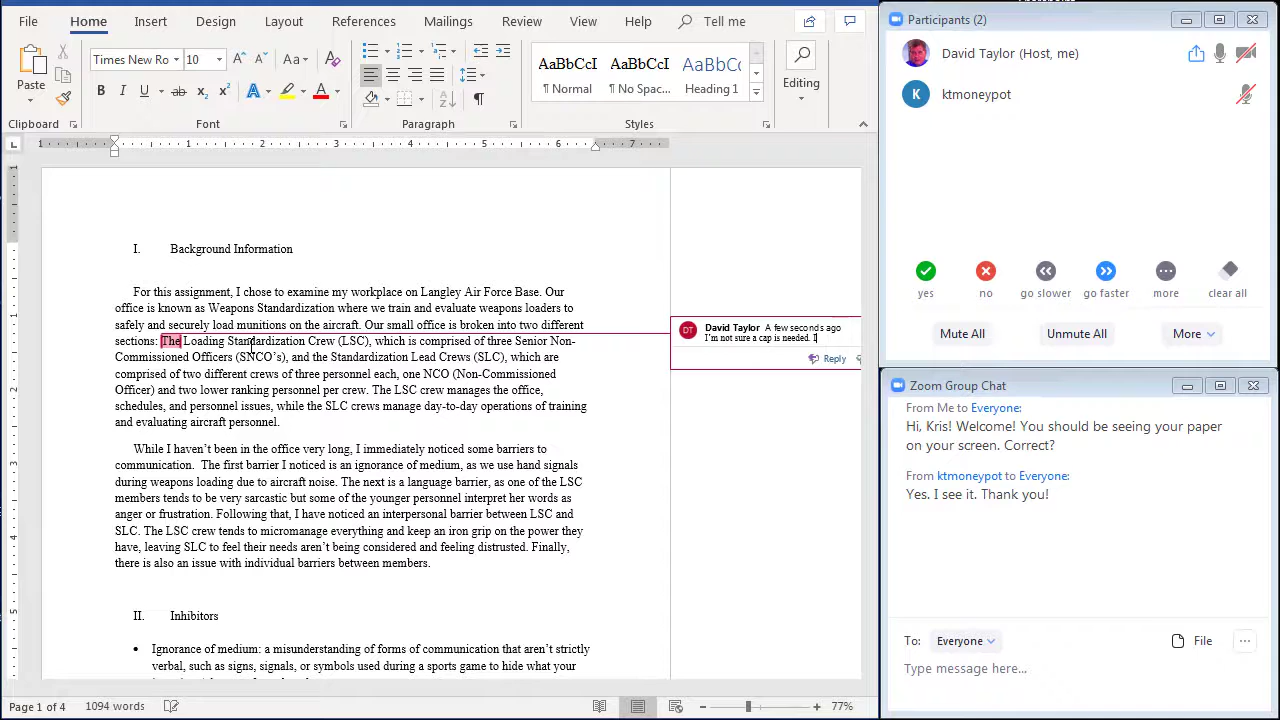 File Home Insert Design Layout References Mailings Review View Help Tell me
Times New Ro 10 Aa
Paste
B I U ab x2 x2 A A
AaBbCcI AaBbCcI AaBbC(
¶ Normal ¶ No Spac... Heading 1
Editing
Clipboard Font Paragraph Styles
1 1 2 3 4 5 6 7
I. Background Information
For this assignment, I chose to examine my workplace on Langley Air Force Base. Our
office is known as Weapons Standardization where we train and evaluate weapons loaders to
safely and securely load munitions on the aircraft. Our small office is broken into two different
sections. The Loading Standardization Crew (LSC), which is comprised of three Senior Non-
Commissioned Officers (SNCO’s), and the Standardization Lead Crews (SLC), which are
comprised of two different crews of three personnel each, one NCO (Non-Commissioned
Officer) and two lower ranking personnel per crew. The LSC crew manages the office,
schedules, and personnel issues, while the SLC crews manage day-to-day operations of training
and evaluating aircraft personnel.
While I haven’t been in the office very long, I immediately noticed some barriers to
communication. The first barrier I noticed is an ignorance of medium, as we use hand signals
during weapons loading due to aircraft noise. The next is a language barrier, as one of the LSC
members tends to be very sarcastic but some of the younger personnel interpret her words as
anger or frustration. Following that, I have noticed an interpersonal barrier between LSC and
SLC. The LSC crew tends to micromanage everything and keep an iron grip on the power they
have, leaving SLC to feel their needs aren’t being considered and feeling distrusted. Finally,
there is also an issue with individual barriers between members.
II. Inhibitors
• Ignorance of medium: a misunderstanding of forms of communication that aren’t strictly
verbal, such as signs, signals, or symbols used during a sports game to hide what your
DT David Taylor A few seconds ago
I’m not sure a cap is needed. I
Reply
Page 1 of 4 1094 words 77%
Participants (2)
David Taylor (Host, me)
K ktmoneypot
yes no go slower go faster more clear all
Mute All Unmute All More
Zoom Group Chat
From Me to Everyone:
Hi, Kris! Welcome! You should be seeing your paper
on your screen. Correct?
From ktmoneypot to Everyone:
Yes. I see it. Thank you!
To: Everyone File ...
Type message here...